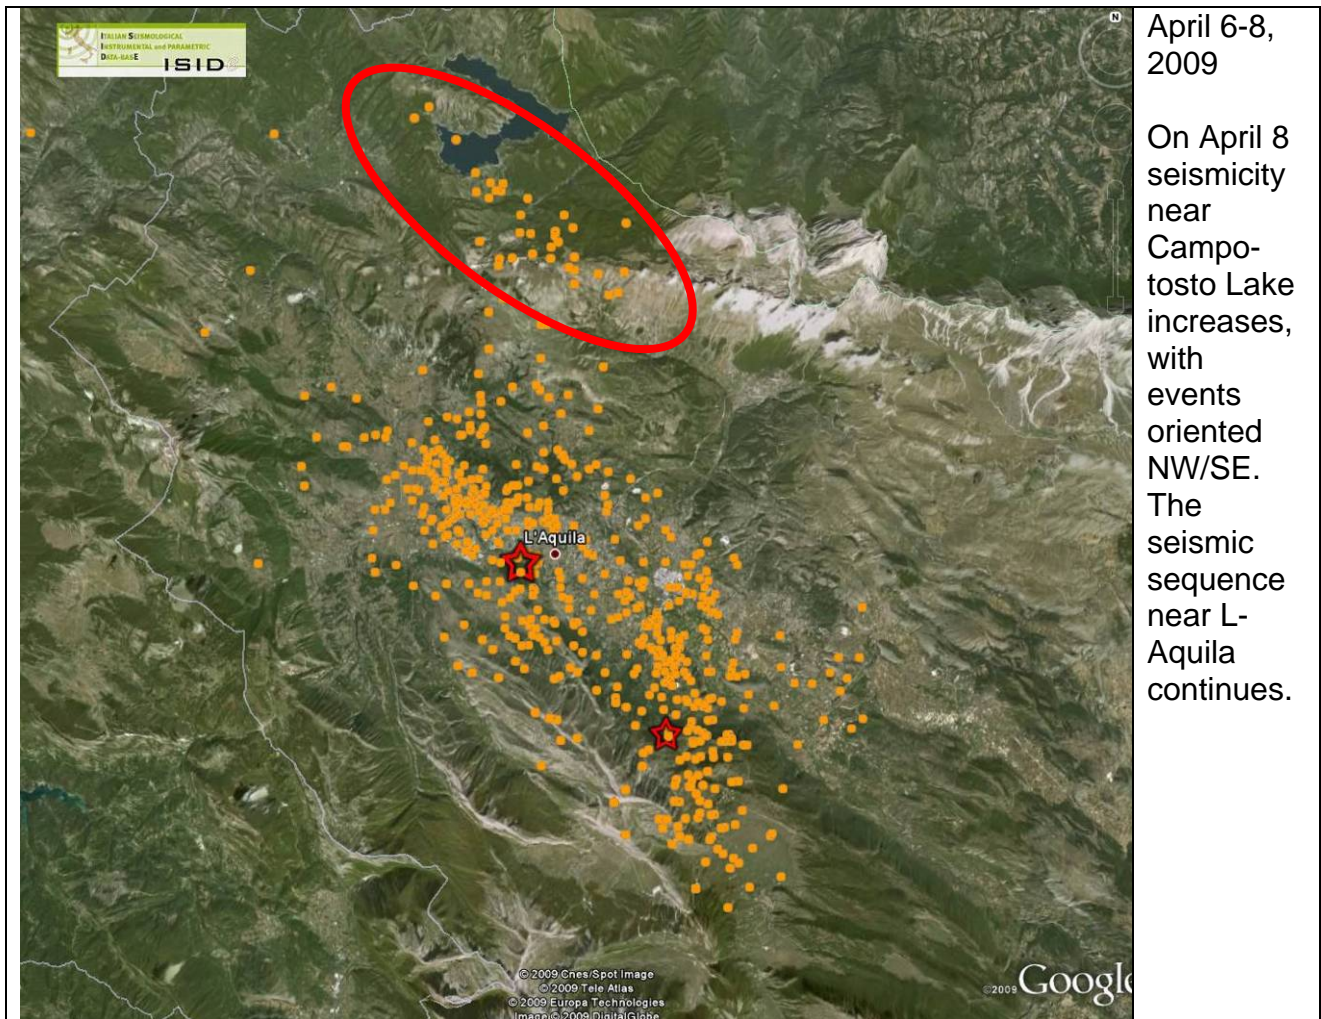 ITALIAN SEISMOLOGICAL
INSTRUMENTAL and PARAMETRIC
DATA-BASE
ISID
N
L'Aquila
© 2009 Cnes/Spot Image
© 2009 Tele Atlas
© 2009 Europa Technologies
Image © 2009 DigitalGlobe
©2009 Google
April 6-8,
2009
On April 8
seismicity
near
Campo-
tosto Lake
increases,
with
events
oriented
NW/SE.
The
seismic
sequence
near L-
Aquila
continues.